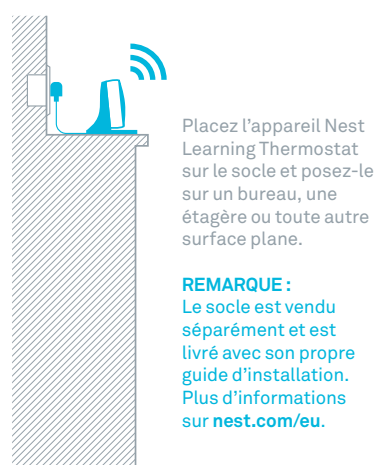 Placez l’appareil Nest
Learning Thermostat
sur le socle et posez-le
sur un bureau, une
étagère ou toute autre
surface plane.
REMARQUE :
Le socle est vendu
séparément et est
livré avec son propre
guide d’installation.
Plus d’informations
sur nest.com/eu.